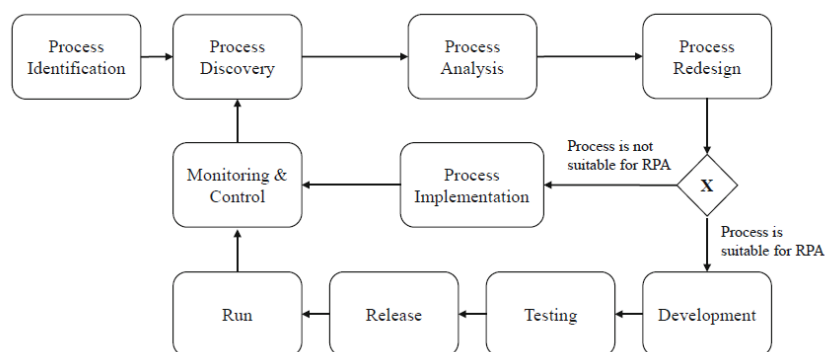 Process
Identification
Process
Discovery
Process
Analysis
Process
Redesign
Monitoring &
Control
Process
Implementation
Process is not
suitable for RPA
X
Process is
suitable for RPA
Run
Release
Testing
Development